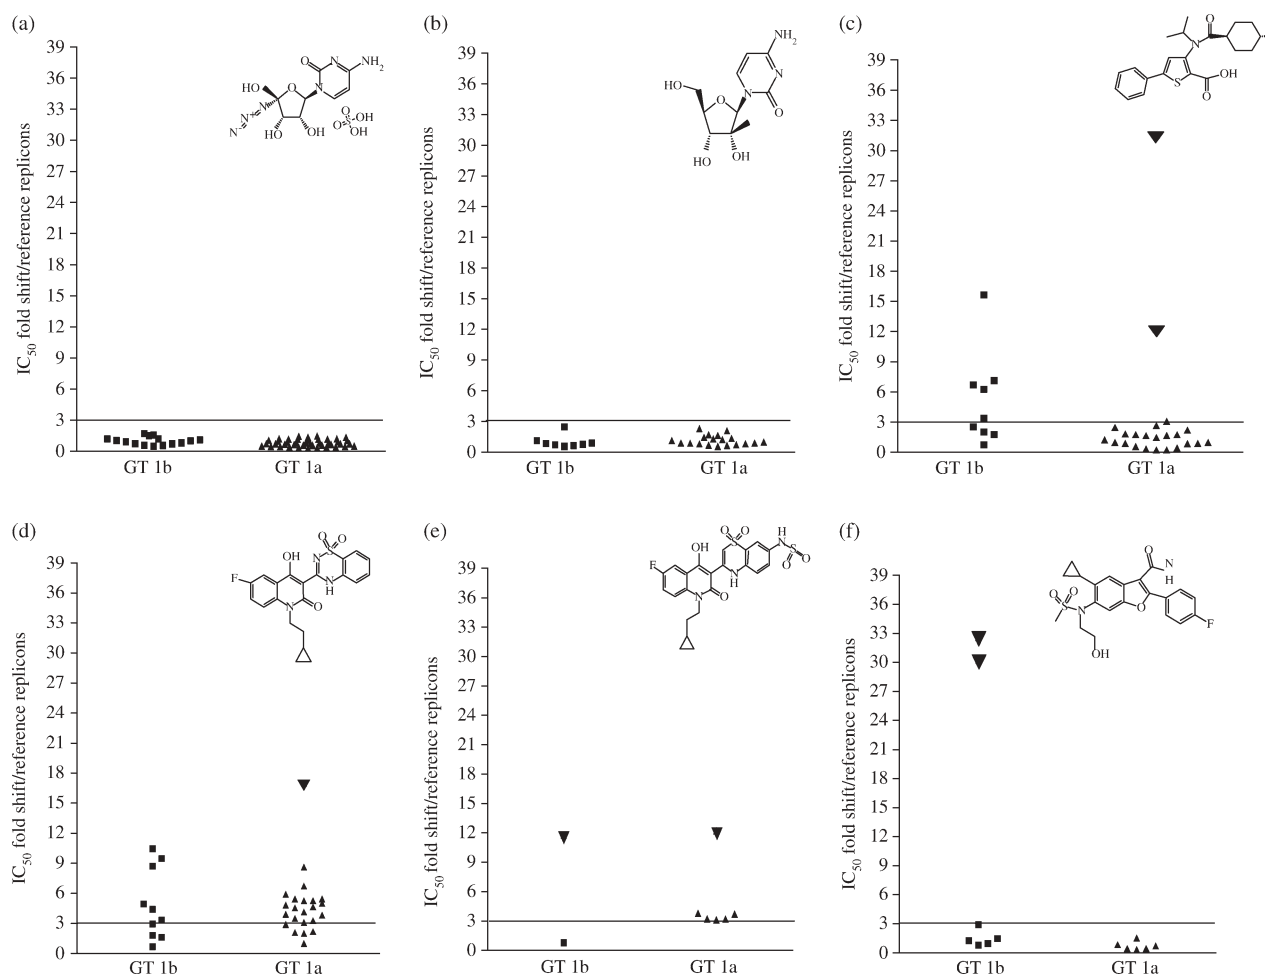 (a)
IC50 fold shift/reference replicons
39
36
33
30
27
24
21
18
15
12
9
6
3
0
GT 1b
GT 1a
HO
O
O
N
N
NH2
N
N+
N-
HO
OH
O
O
S
OH
OH
(b)
IC50 fold shift/reference replicons
39
36
33
30
27
24
21
18
15
12
9
6
3
0
GT 1b
GT 1a
NH2
N
N
O
O
HO
HO
OH
(c)
IC50 fold shift/reference replicons
39
36
33
30
27
24
21
18
15
12
9
6
3
0
GT 1b
GT 1a
O
N
S
OH
O
(d)
IC50 fold shift/reference replicons
39
36
33
30
27
24
21
18
15
12
9
6
3
0
GT 1b
GT 1a
O
O
S
N
OH
F
N
H
N
O
(e)
IC50 fold shift/reference replicons
39
36
33
30
27
24
21
18
15
12
9
6
3
0
GT 1b
GT 1a
H
N
O
O
S
S
O
O
OH
F
N
H
N
O
(f)
IC50 fold shift/reference replicons
39
36
33
30
27
24
21
18
15
12
9
6
3
0
GT 1b
GT 1a
O
N
H
O
O
S
N
O
F
OH